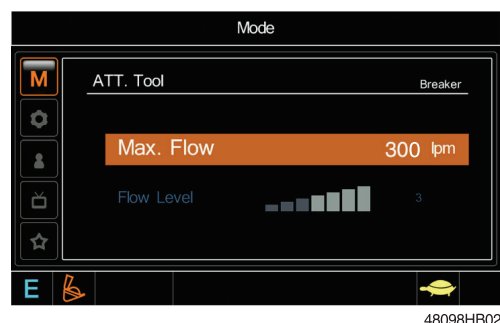 Mode
M
ATT. Tool Breaker
Max. Flow 300 lpm
Flow Level 3
E
48098HB02